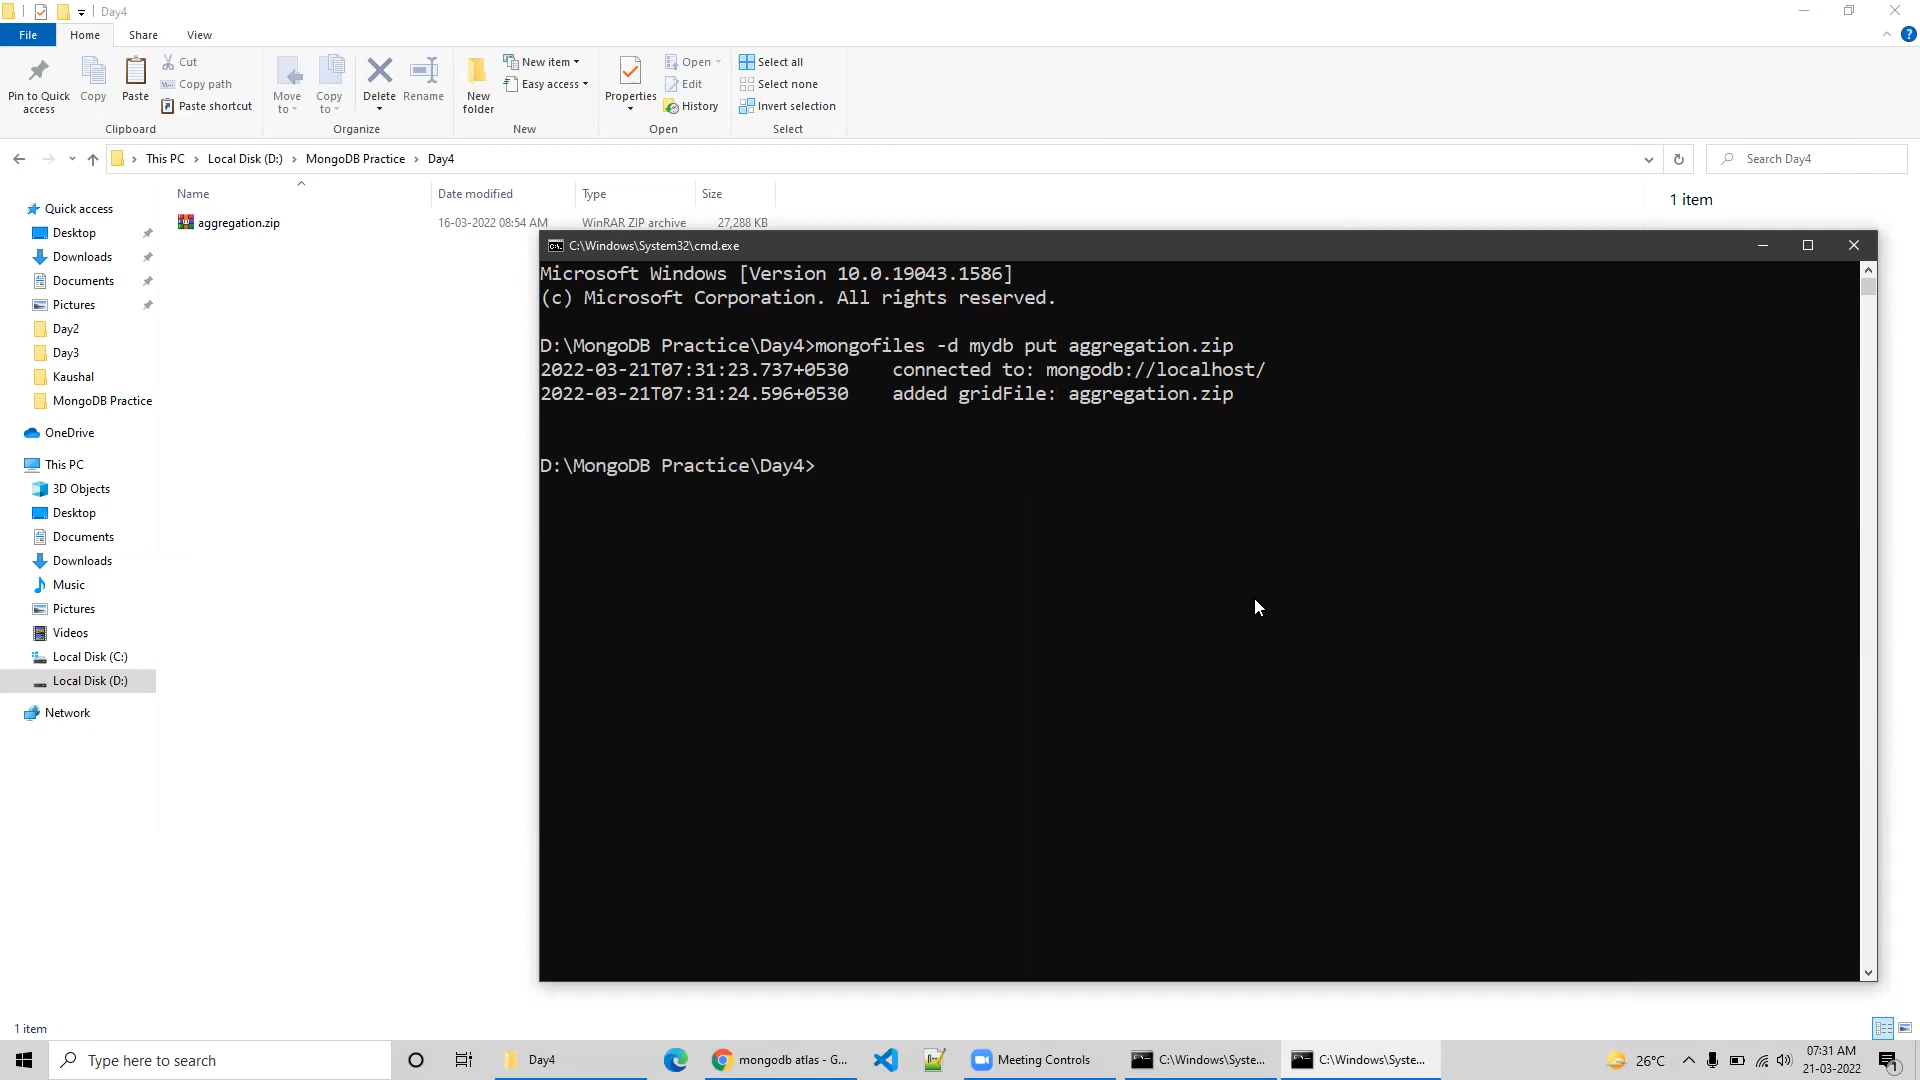 Day4
File
Home
Share
View
Pin to Quick access
Copy
Paste
Cut
Copy path
Paste shortcut
Clipboard
Move to
Copy to
Delete
Rename
Organize
New folder
New item
Easy access
New
Properties
Open
Edit
History
Open
Select all
Select none
Invert selection
Select
This PC › Local Disk (D:) › MongoDB Practice › Day4
Search Day4
Name
Date modified
Type
Size
aggregation.zip
16-03-2022 08:54 AM
WinRAR ZIP archive
27,288 KB
1 item
Quick access
Desktop
Downloads
Documents
Pictures
Day2
Day3
Kaushal
MongoDB Practice
OneDrive
This PC
3D Objects
Desktop
Documents
Downloads
Music
Pictures
Videos
Local Disk (C:)
Local Disk (D:)
Network
C:\Windows\System32\cmd.exe
Microsoft Windows [Version 10.0.19043.1586]
(c) Microsoft Corporation. All rights reserved.
D:\MongoDB Practice\Day4>mongofiles -d mydb put aggregation.zip
2022-03-21T07:31:23.737+0530    connected to: mongodb://localhost/
2022-03-21T07:31:24.596+0530    added gridFile: aggregation.zip
D:\MongoDB Practice\Day4>
1 item
Type here to search
Day4
mongodb atlas - G...
Meeting Controls
C:\Windows\Syste...
C:\Windows\Syste...
26°C
07:31 AM
21-03-2022
1